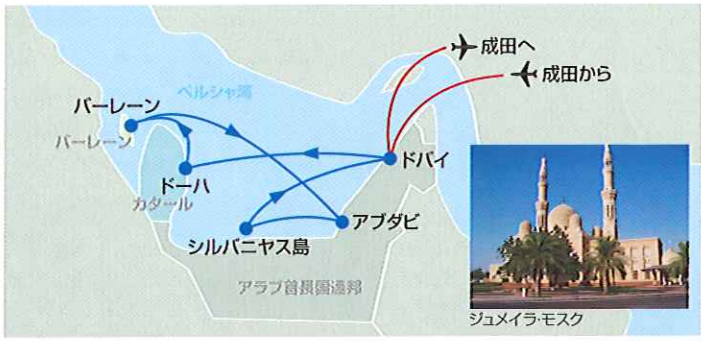 成田へ
成田から
ペルシャ湾
バーレーン
バーレーン
ドーハ
カタール
ドバイ
シルバニヤス島
アブダビ
アラブ首長国連邦
ジュメイラ・モスク